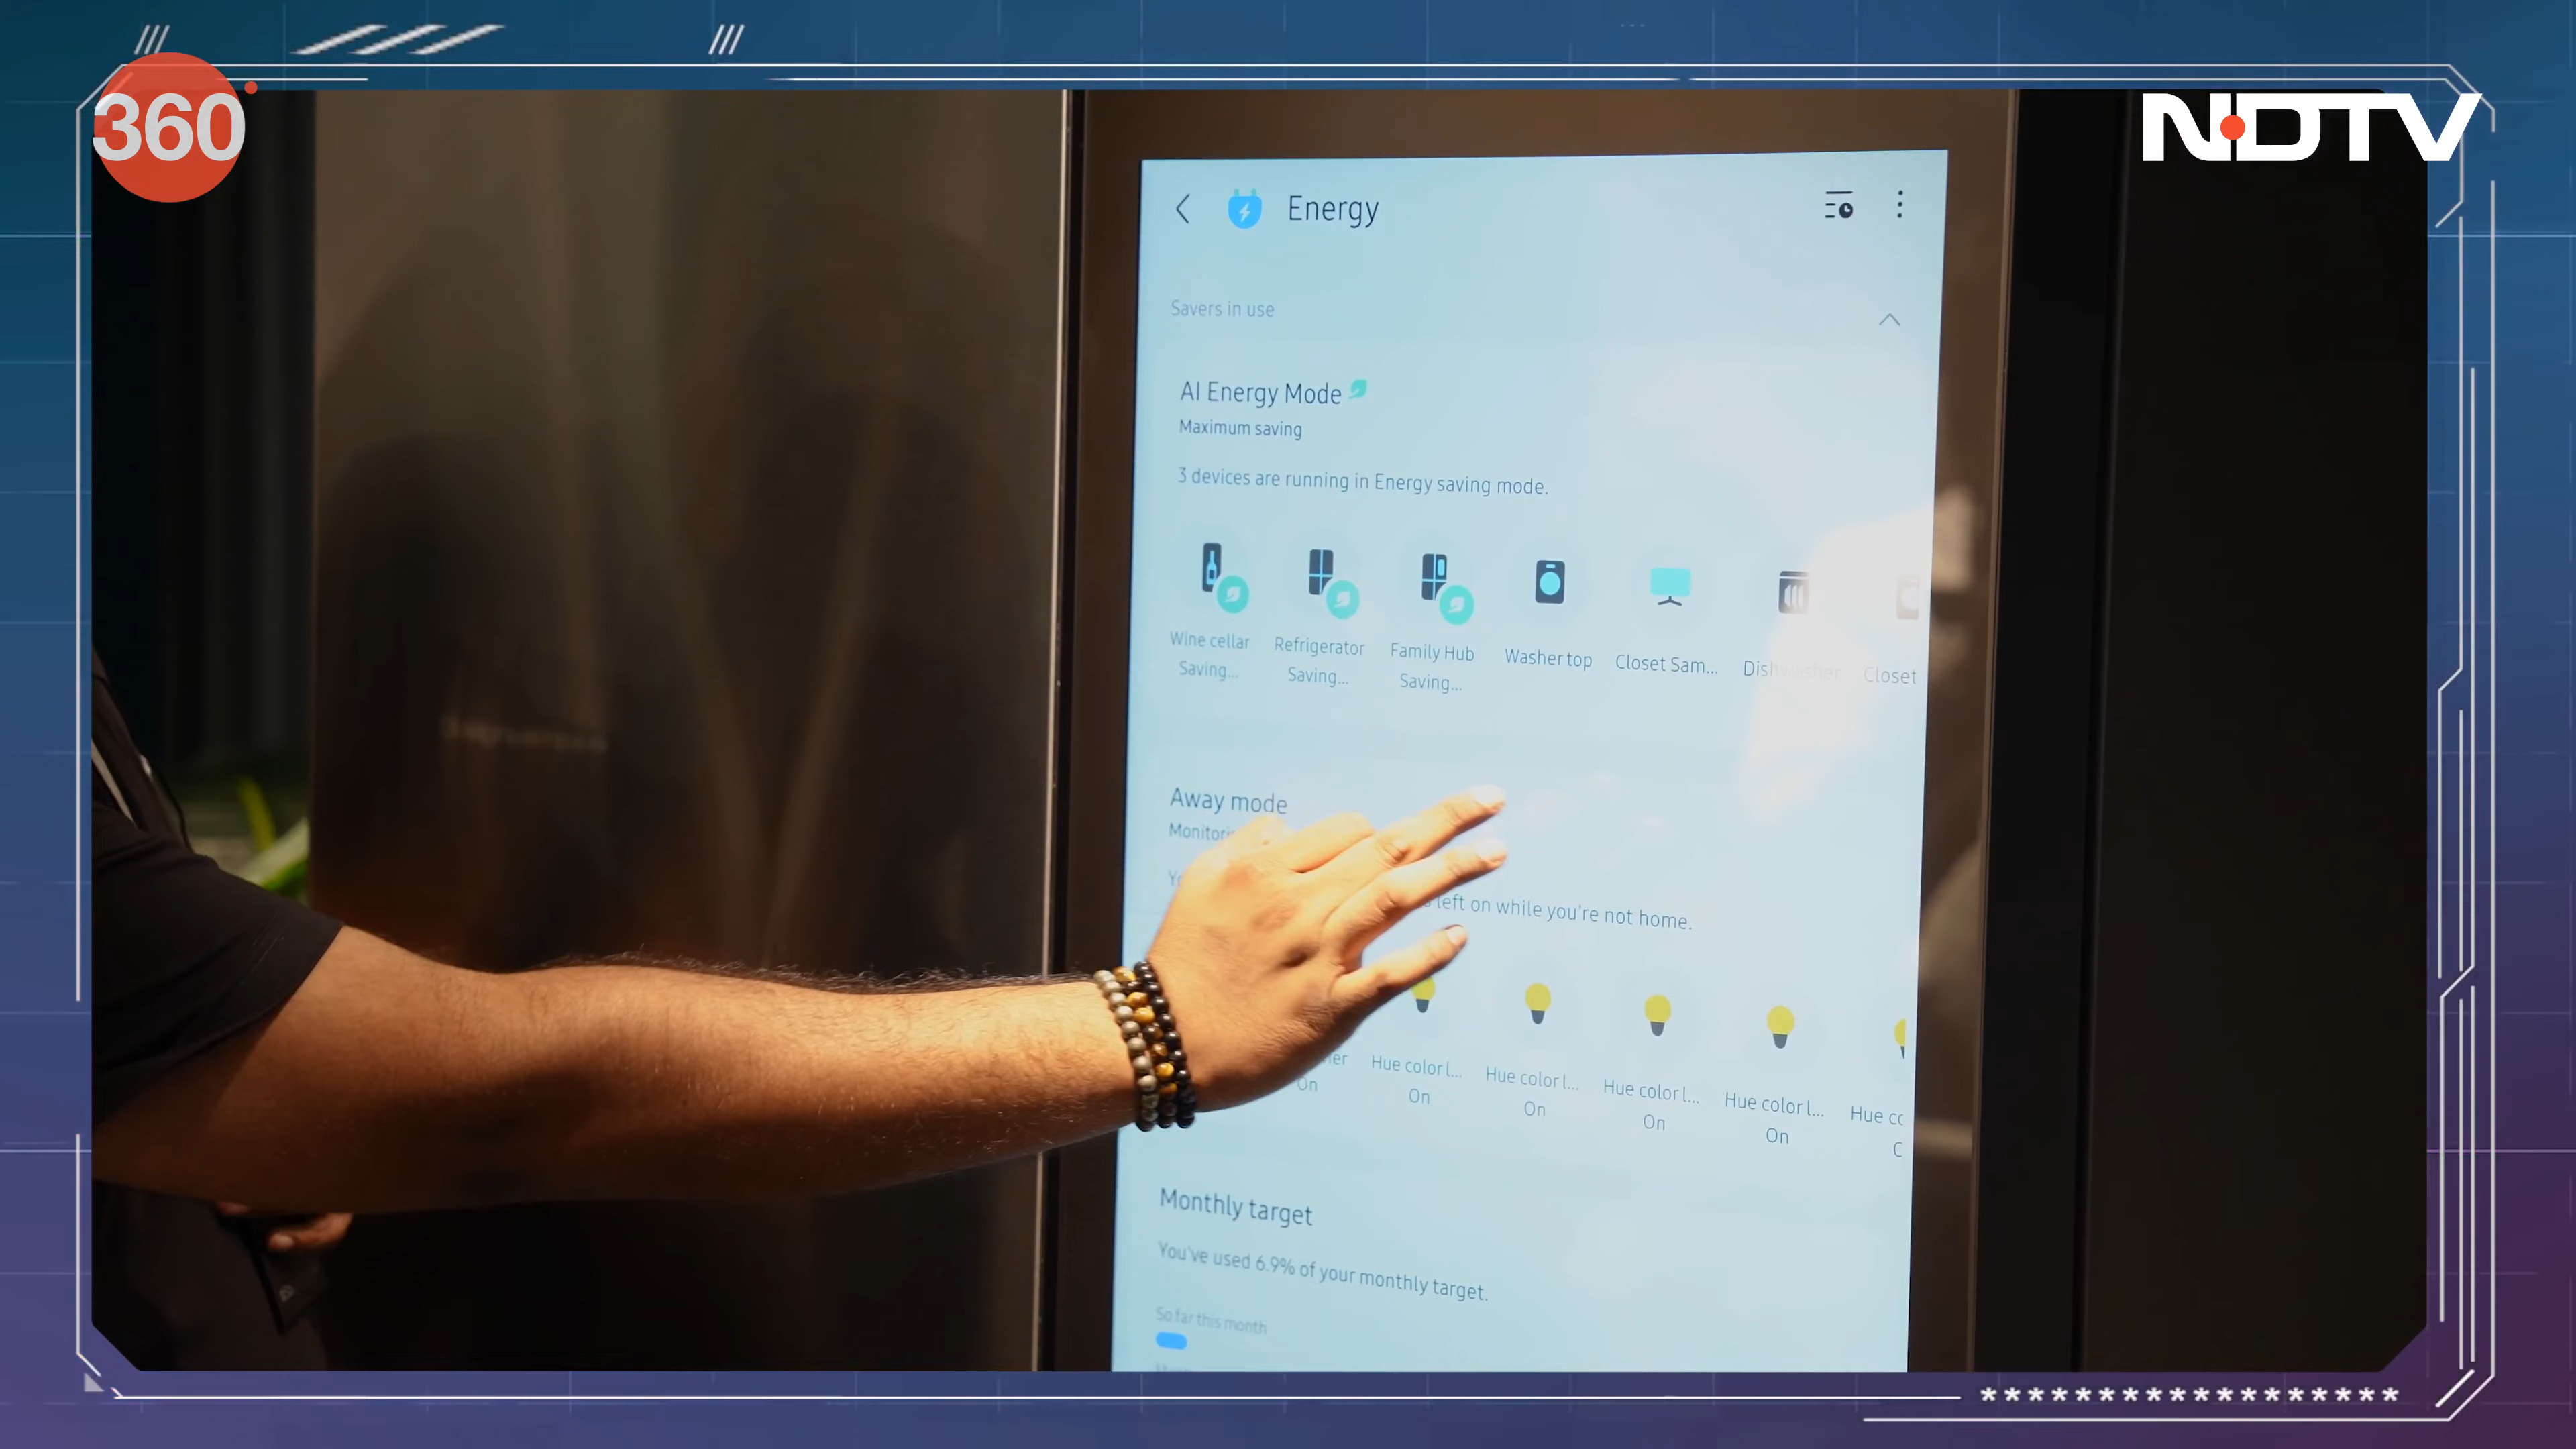 360
NDTV
Energy
Savers in use
AI Energy Mode
Maximum saving
3 devices are running in Energy saving mode.
Wine cellar Refrigerator Family Hub Washer top Closet Sam... Dishwasher Closet
Saving... Saving... Saving...
Away mode
left on while you're not home.
Hue color l... Hue color l... Hue color l... Hue color l... Hue
On On On On On
Monthly target
You've used 6.9% of your monthly target.
So far this month
******************